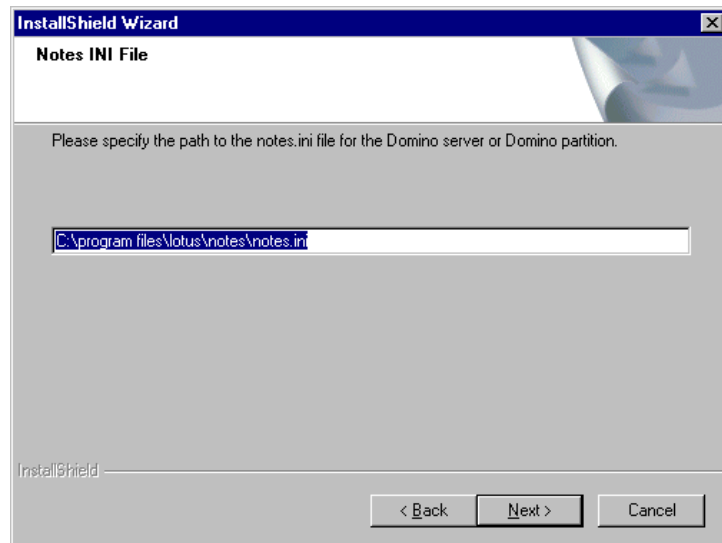 InstallShield Wizard
Notes INI File
Please specify the path to the notes.ini file for the Domino server or Domino partition.
C:\program files\lotus\notes\notes.ini
InstallShield
< Back
Next >
Cancel